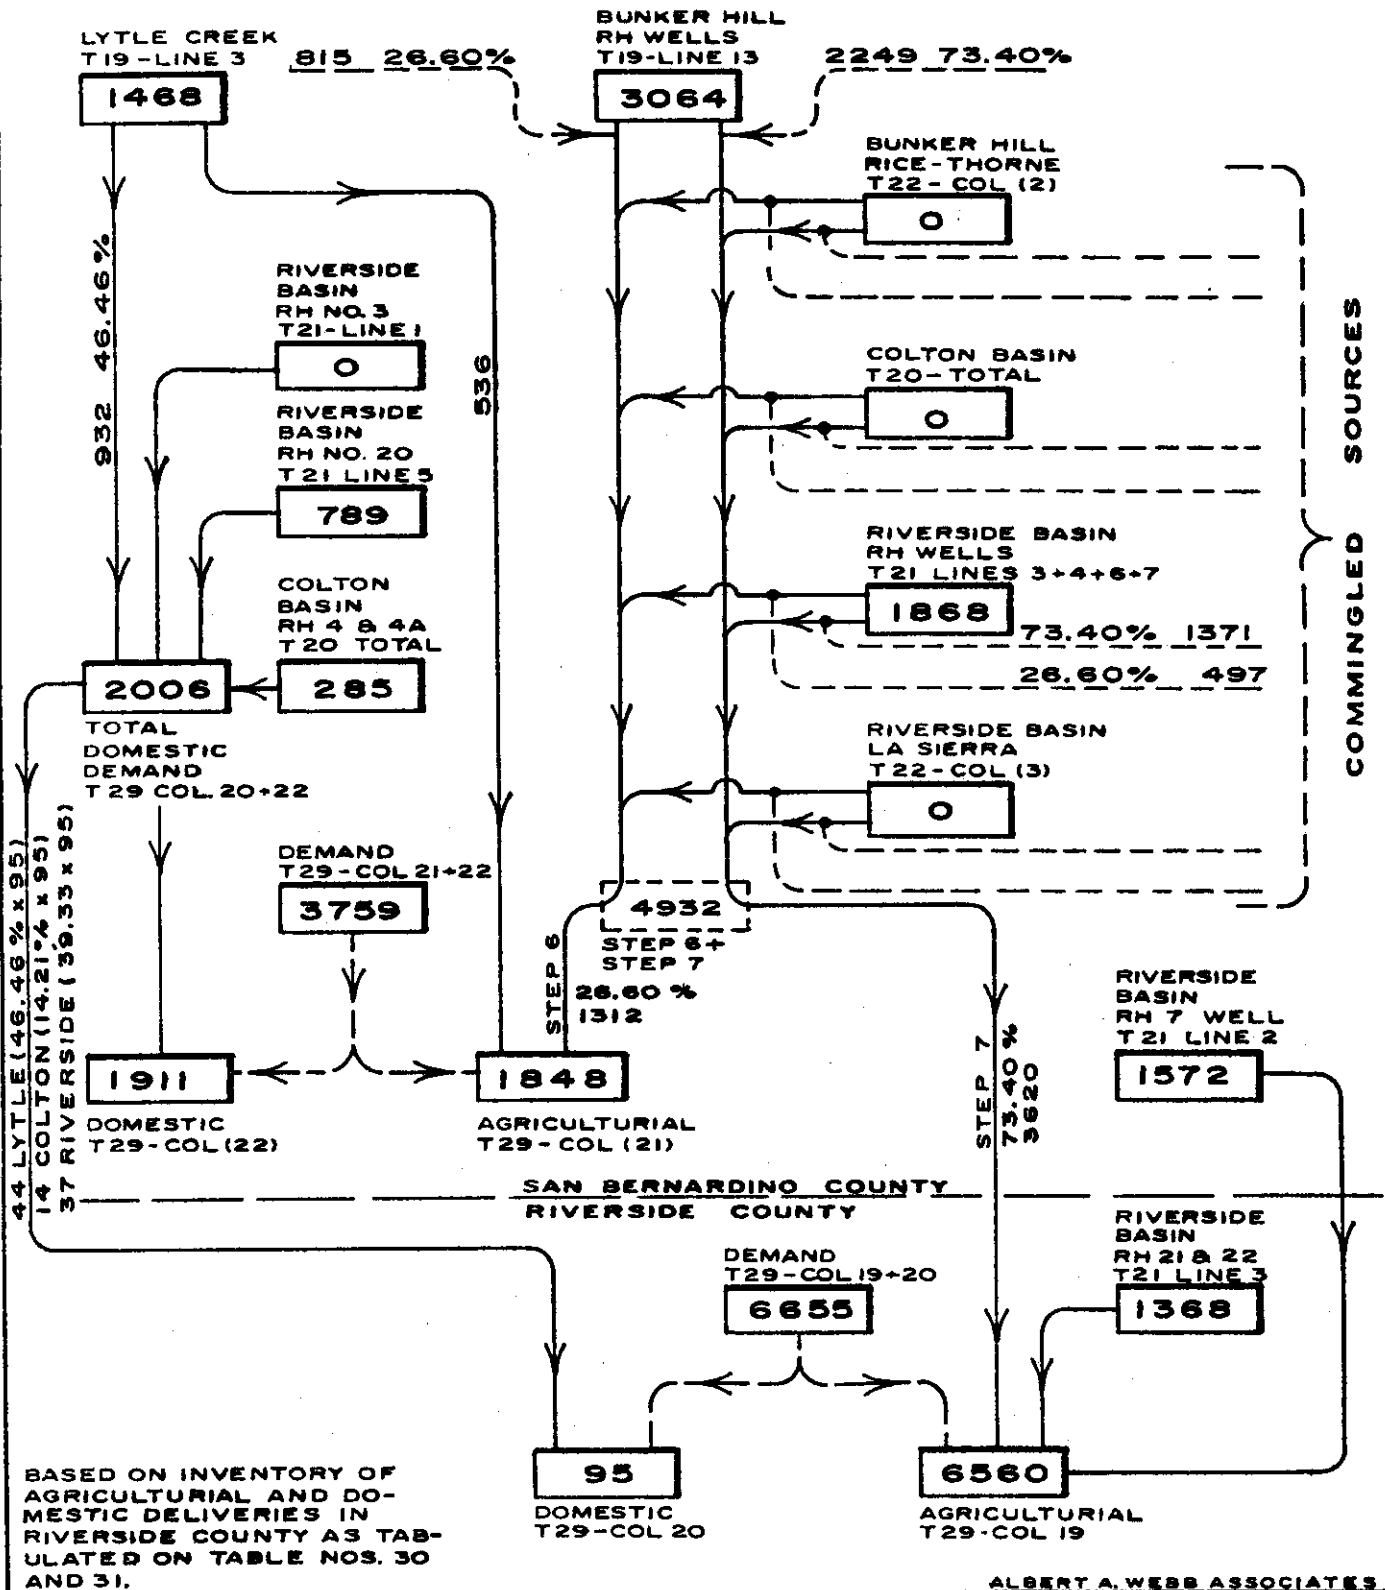 LYTLE CREEK
T19-LINE 3
1468
815 26.60%
BUNKER HILL
RH WELLS
T19-LINE 13
3064
2249 73.40%
BUNKER HILL
RICE-THORNE
T22-COL (2)
0
932 46.46%
536
RIVERSIDE
BASIN
RH NO. 3
T21-LINE 1
0
RIVERSIDE
BASIN
RH NO. 20
T21 LINE 5
789
COLTON
BASIN
RH 4 & 4A
T20 TOTAL
285
2006
TOTAL
DOMESTIC
DEMAND
T29 COL. 20+22
COLTON BASIN
T20-TOTAL
0
RIVERSIDE BASIN
RH WELLS
T21 LINES 3+4+6+7
1868
73.40% 1371
26.60% 497
RIVERSIDE BASIN
LA SIERRA
T22-COL (3)
0
COMMINGLED SOURCES
44 LYTLE (46.46 % x 95)
14 COLTON (14.21 % x 95)
37 RIVERSIDE (39.33 x 95)
DEMAND
T29-COL 21+22
3759
4932
STEP 6+
STEP 7
STEP 6
26.60 %
1312
1911
DOMESTIC
T29-COL (22)
1848
AGRICULTURIAL
T29-COL (21)
STEP 7
73.40 %
3620
RIVERSIDE
BASIN
RH 7 WELL
T21 LINE 2
1572
SAN BERNARDINO COUNTY
RIVERSIDE COUNTY
RIVERSIDE
BASIN
RH 21 & 22
T21 LINE 3
1368
DEMAND
T29-COL 19+20
6655
95
DOMESTIC
T29-COL 20
6560
AGRICULTURIAL
T29-COL 19
BASED ON INVENTORY OF
AGRICULTURIAL AND DO-
MESTIC DELIVERIES IN
RIVERSIDE COUNTY AS TAB-
ULATED ON TABLE NOS. 30
AND 31.
ALBERT A. WEBB ASSOCIATES